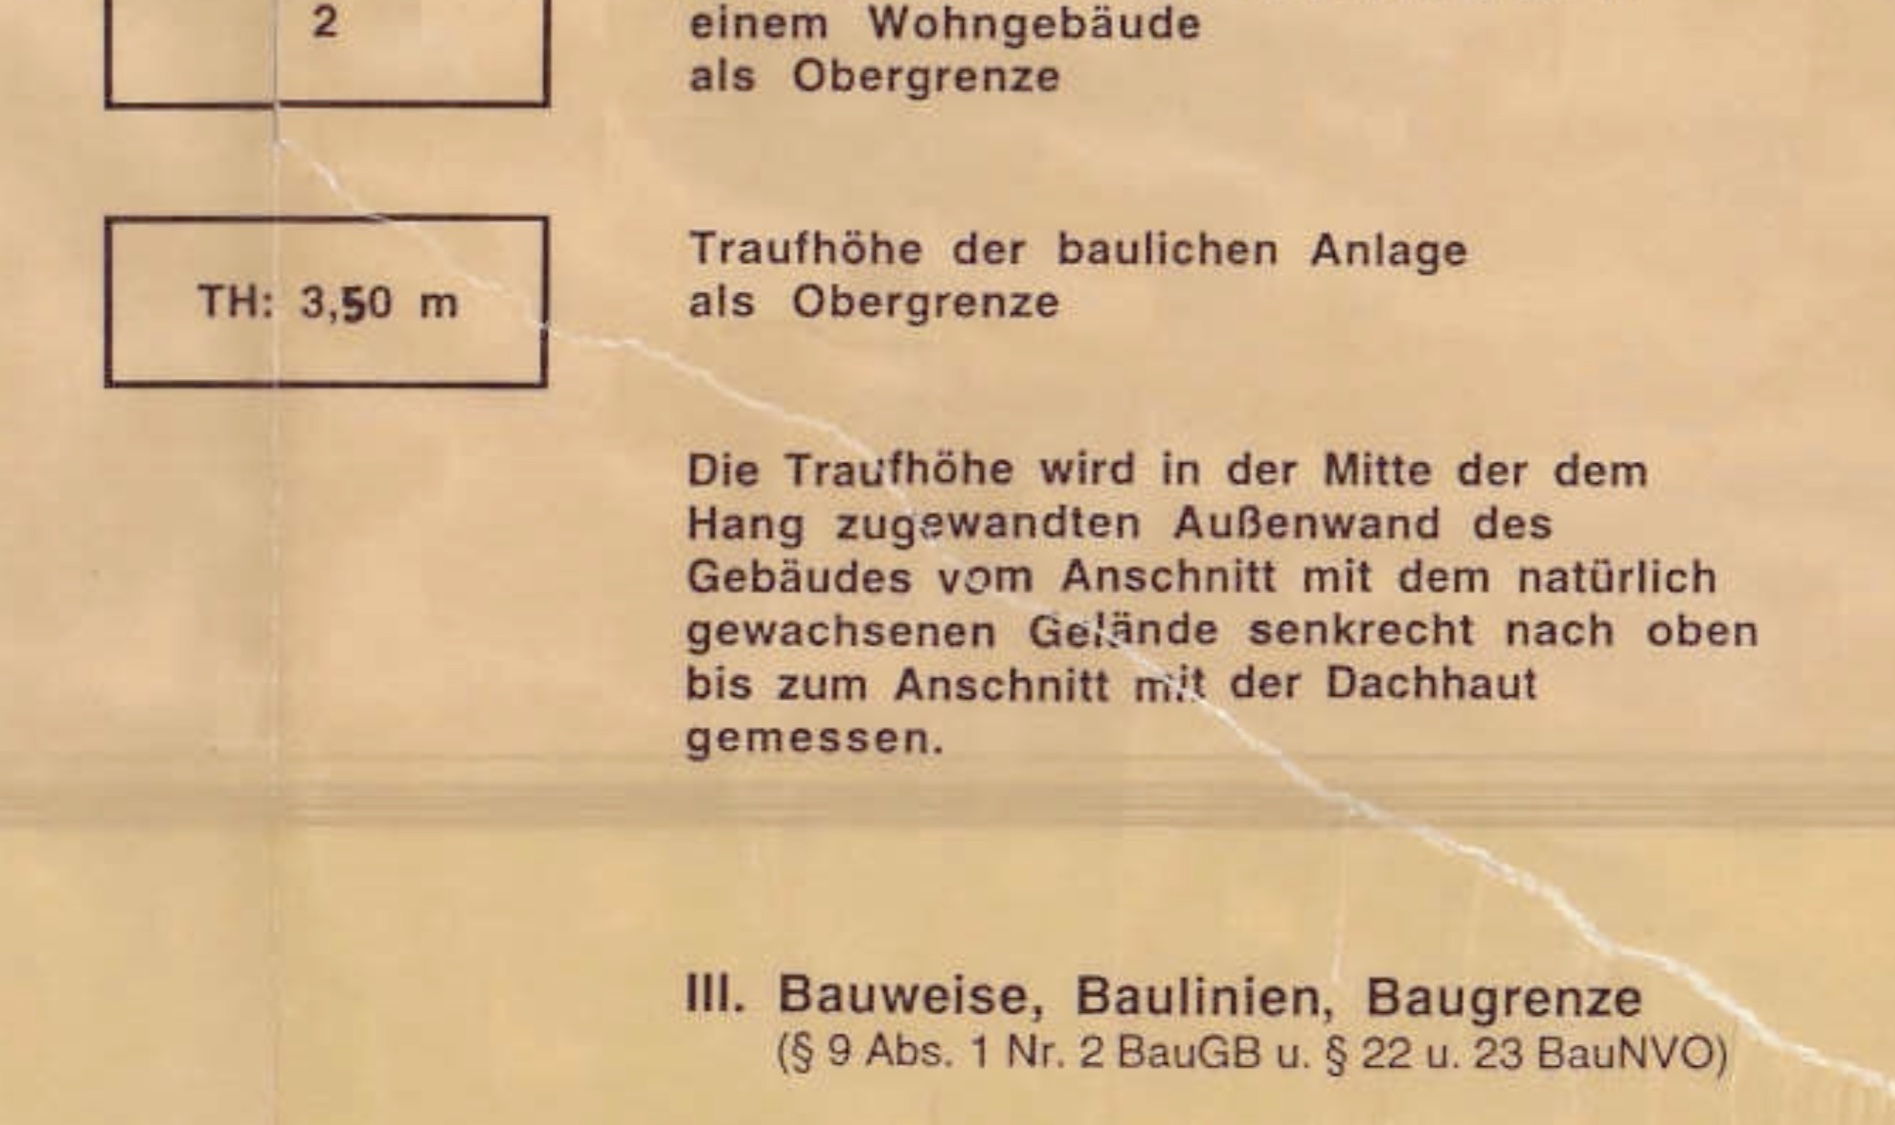 2
einem Wohngebäude
als Obergrenze
TH: 3,50 m
Traufhöhe der baulichen Anlage
als Obergrenze
Die Traufhöhe wird in der Mitte der dem
Hang zugewandten Außenwand des
Gebäudes vom Anschnitt mit dem natürlich
gewachsenen Gelände senkrecht nach oben
bis zum Anschnitt mit der Dachhaut
gemessen.
III. Bauweise, Baulinien, Baugrenze
(§ 9 Abs. 1 Nr. 2 BauGB u. § 22 u. 23 BauNVO)